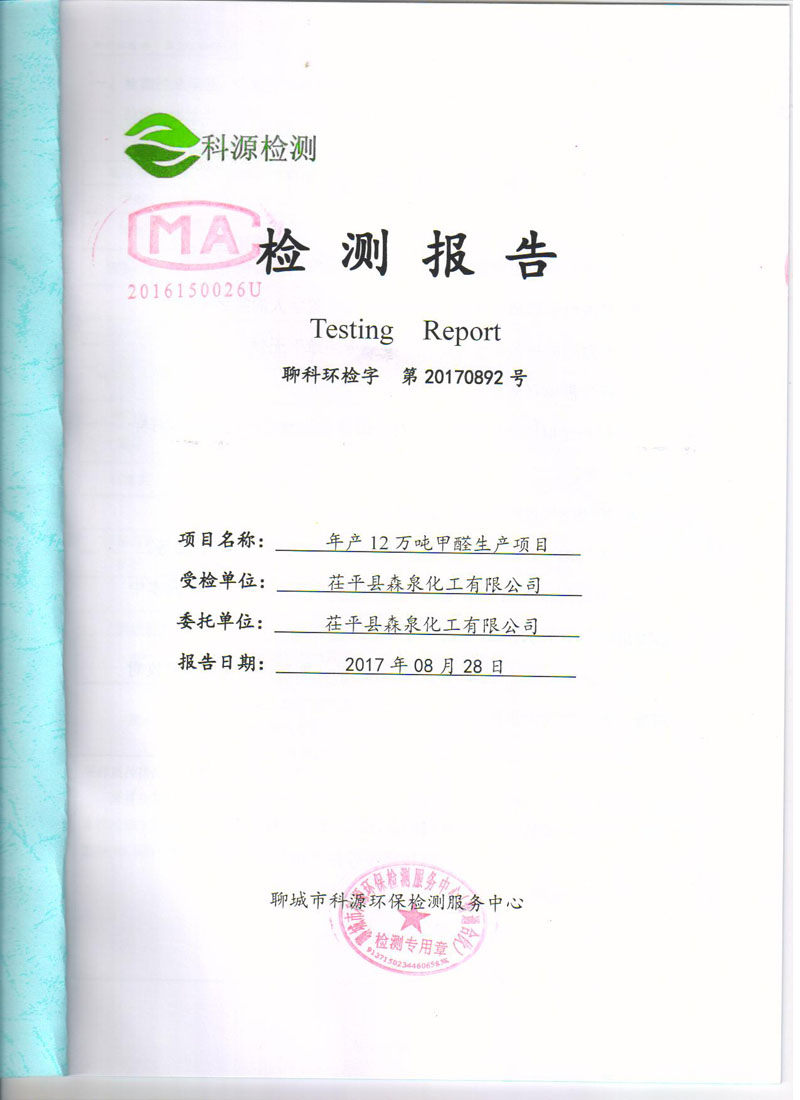 科源检测
MA
2016150026U
检测报告
Testing Report
聊科环检字 第20170892号
项目名称： 年产12万吨甲醛生产项目
受检单位： 茌平县森泉化工有限公司
委托单位： 茌平县森泉化工有限公司
报告日期： 2017年08月28日
聊城市科源环保检测服务中心
检测专用章